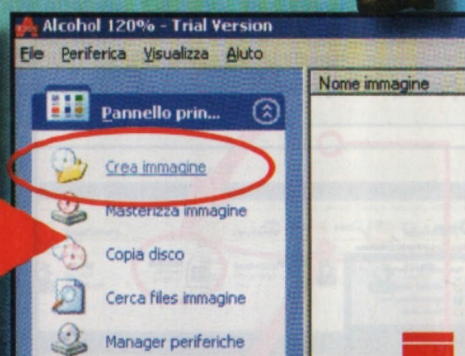 Alcohol 120% - Trial Version
File Periferica Visualizza Aiuto
Nome immagine
Pannello prin...
Crea immagine
Masterizza immagine
Copia disco
Cerca files immagine
Manager periferiche